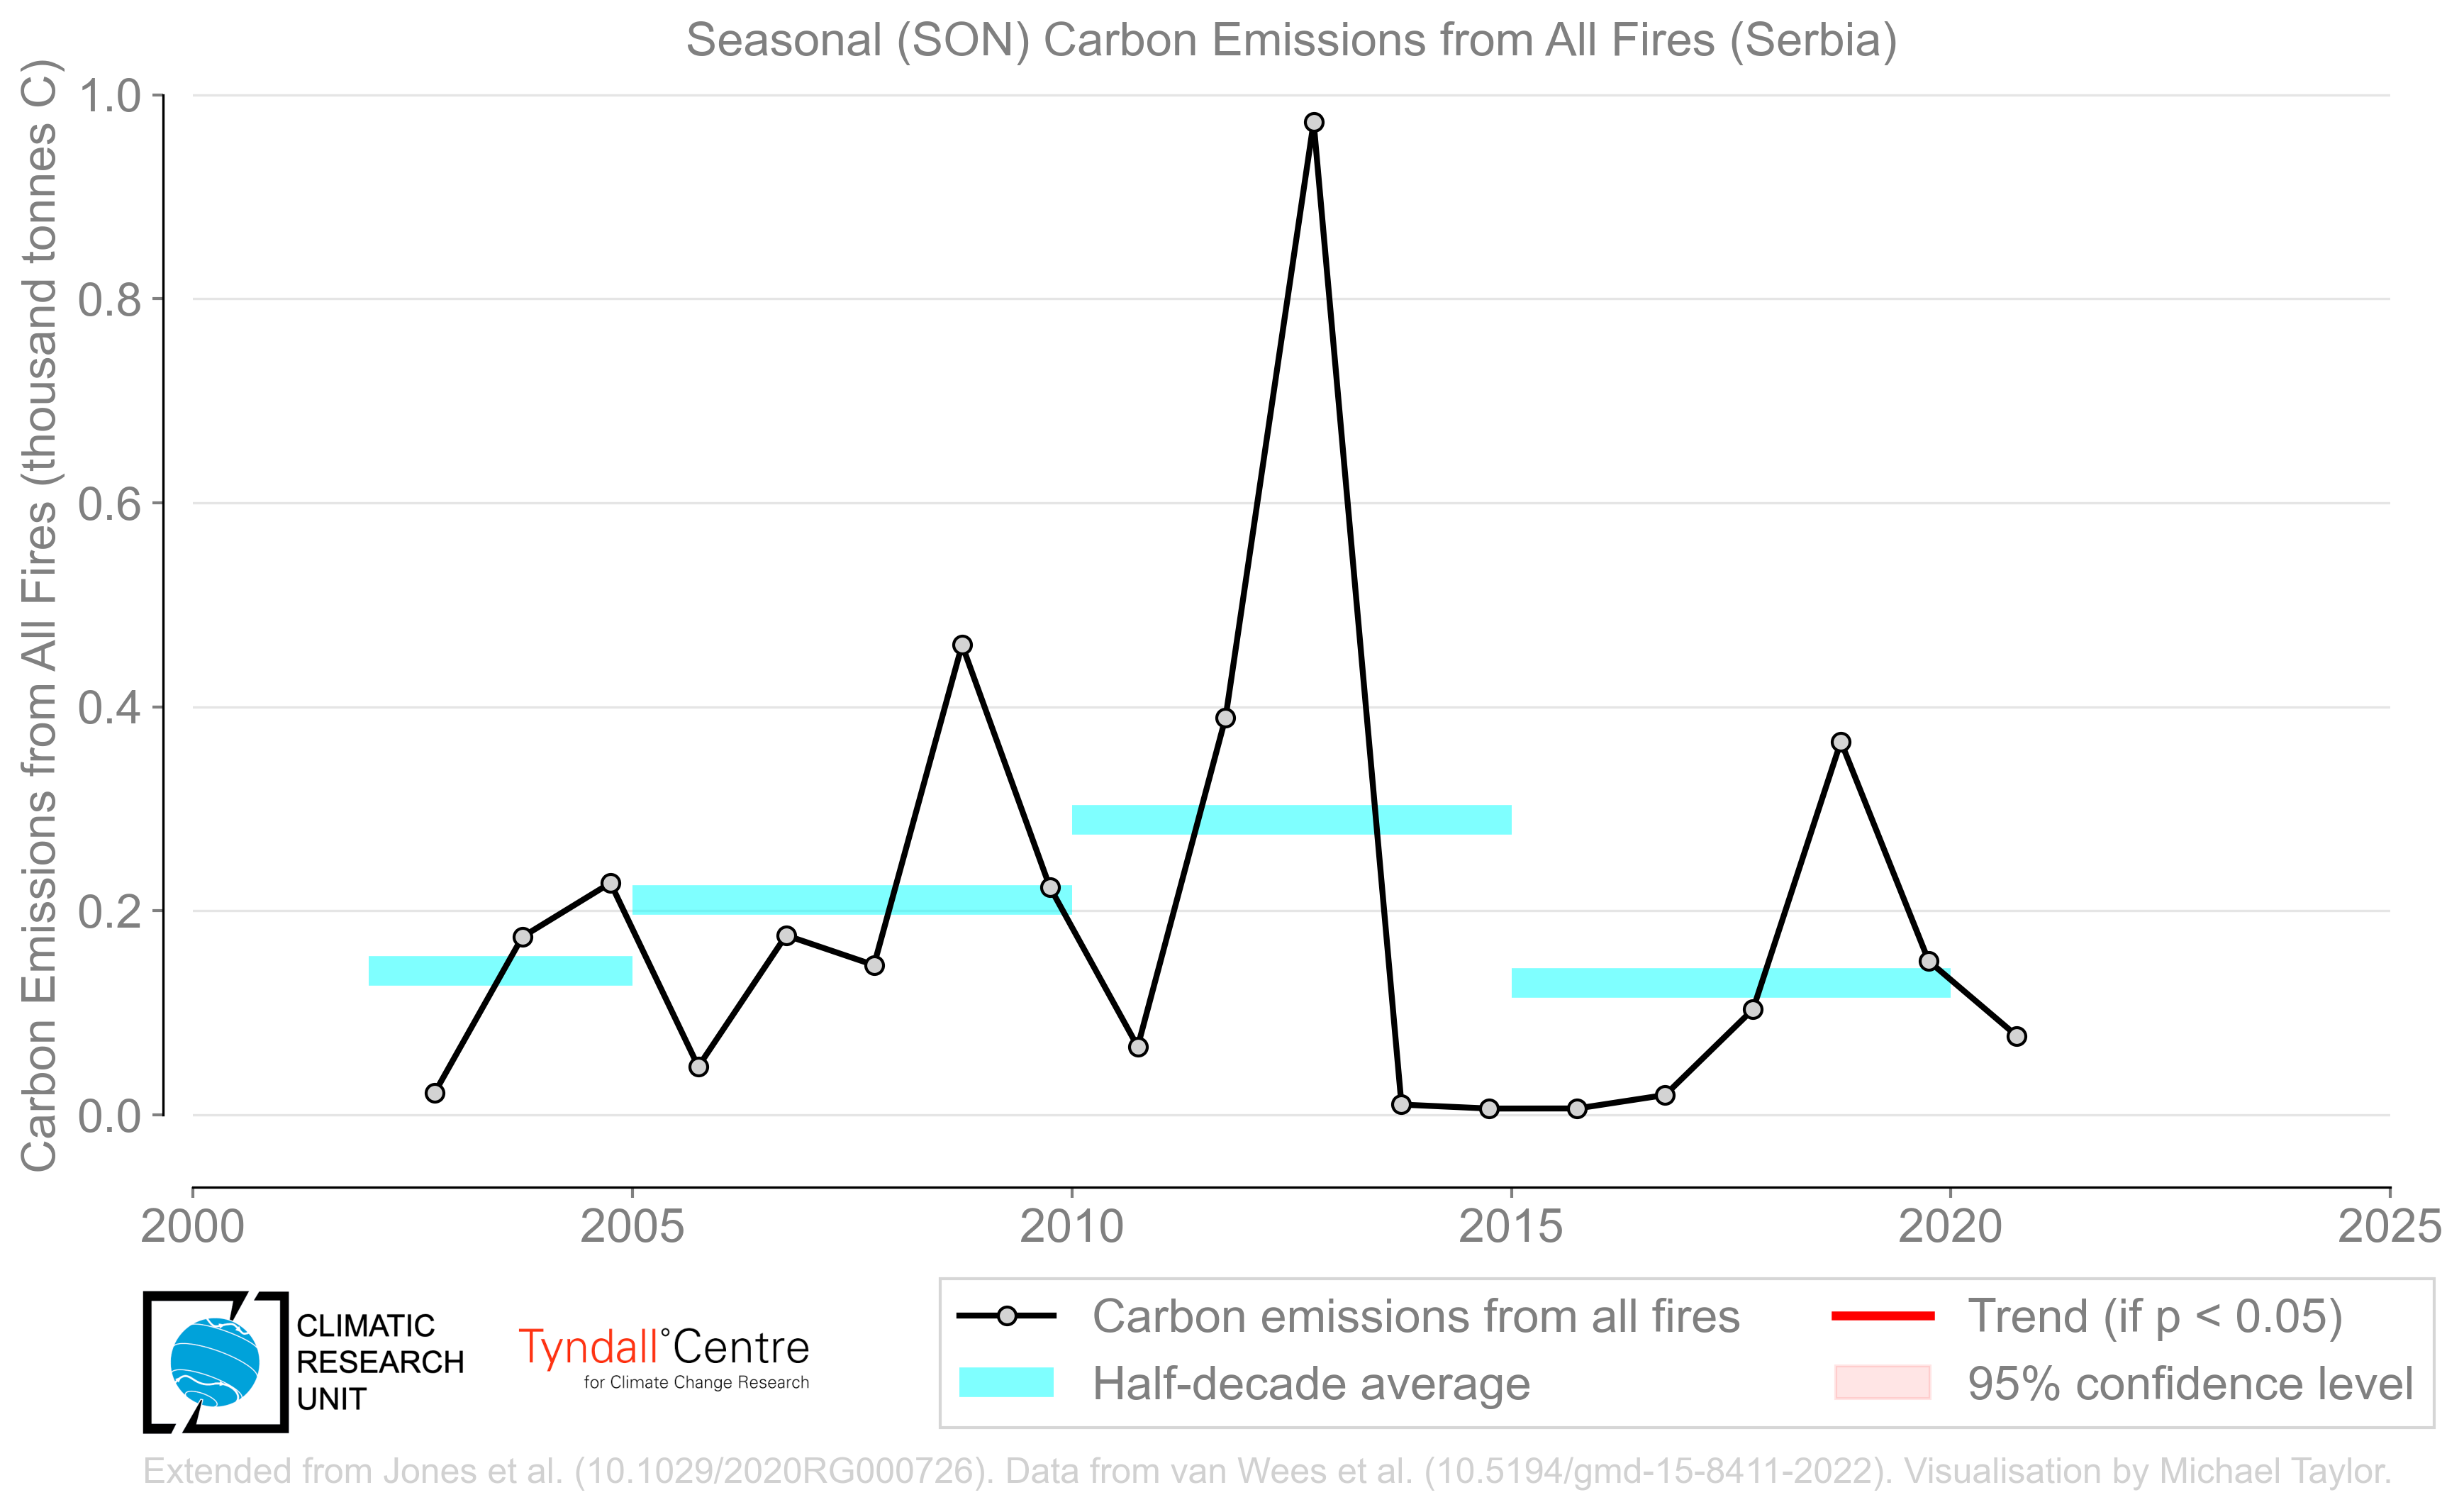 Seasonal (SON) Carbon Emissions from All Fires (Serbia)
Carbon Emissions from All Fires (thousand tonnes C)
1.0
0.8
0.6
0.4
0.2
0.0
2000 2005 2010 2015 2020 2025
CLIMATIC
RESEARCH
UNIT
Tyndall°Centre
for Climate Change Research
Carbon emissions from all fires
Half-decade average
Trend (if p < 0.05)
95% confidence level
Extended from Jones et al. (10.1029/2020RG000726). Data from van Wees et al. (10.5194/gmd-15-8411-2022). Visualisation by Michael Taylor.